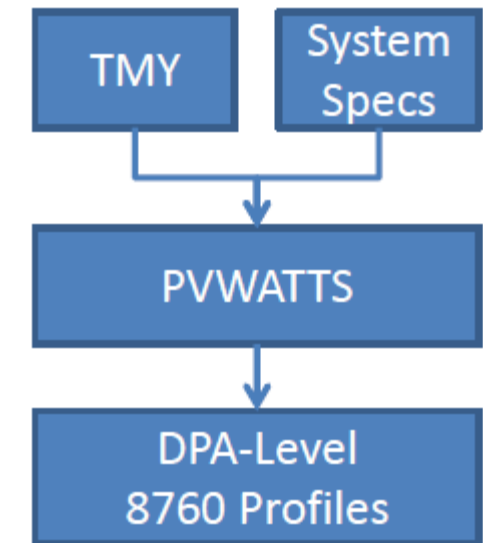 TMY
System
Specs
PVWATTS
DPA-Level
8760 Profiles